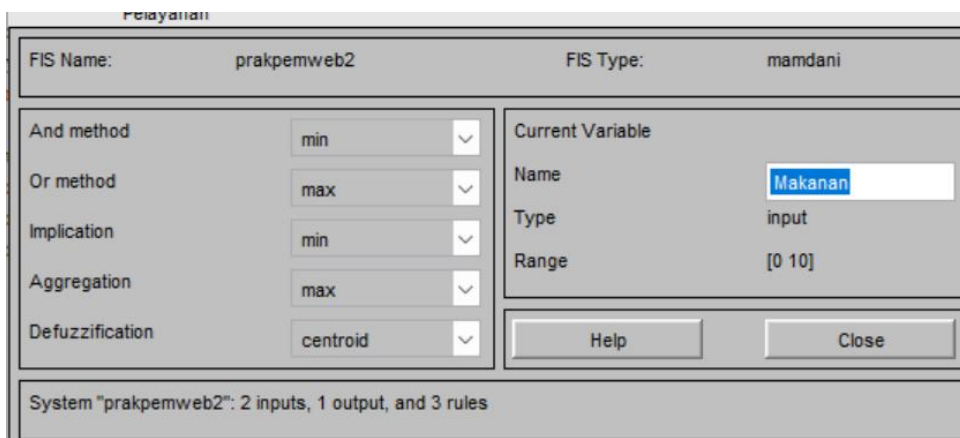 Pelayanan
FIS Name: prakpemweb2 FIS Type: mamdani
And method min
Or method max
Implication min
Aggregation max
Defuzzification centroid
Current Variable
Name Makanan
Type input
Range [0 10]
Help Close
System "prakpemweb2": 2 inputs, 1 output, and 3 rules